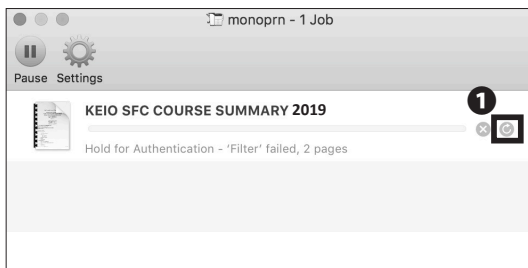 monoprn - 1 Job
Pause Settings
1
KEIO SFC COURSE SUMMARY 2019
Hold for Authentication - 'Filter' failed, 2 pages